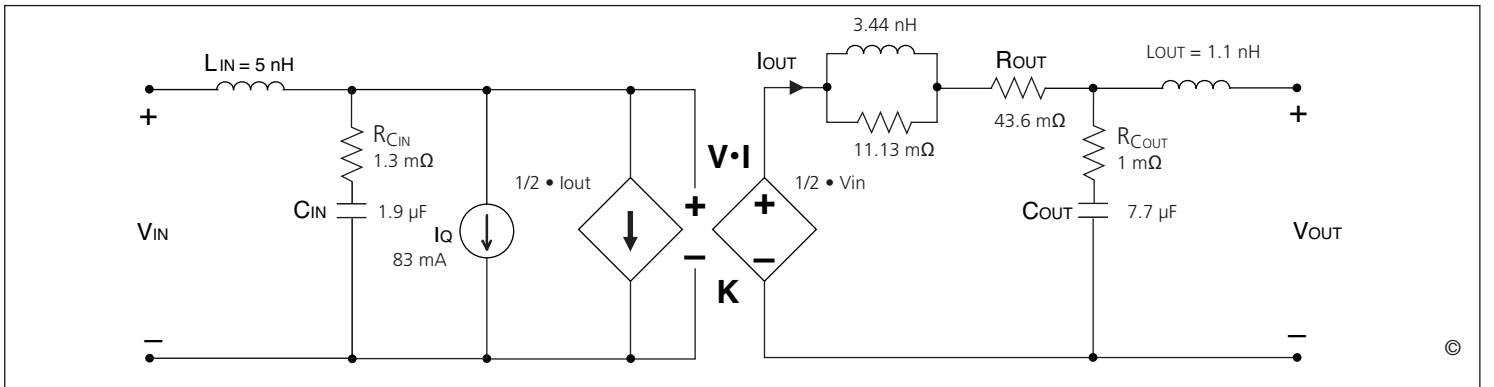 LIN = 5 nH
+
−
VIN
RCIN
1.3 mΩ
CIN
1.9 µF
IQ
83 mA
1/2 • Iout
+
−
V•I
K
1/2 • Vin
+
−
IOUT
3.44 nH
11.13 mΩ
ROUT
43.6 mΩ
RCOUT
1 mΩ
COUT
7.7 µF
LOUT = 1.1 nH
+
−
VOUT
©